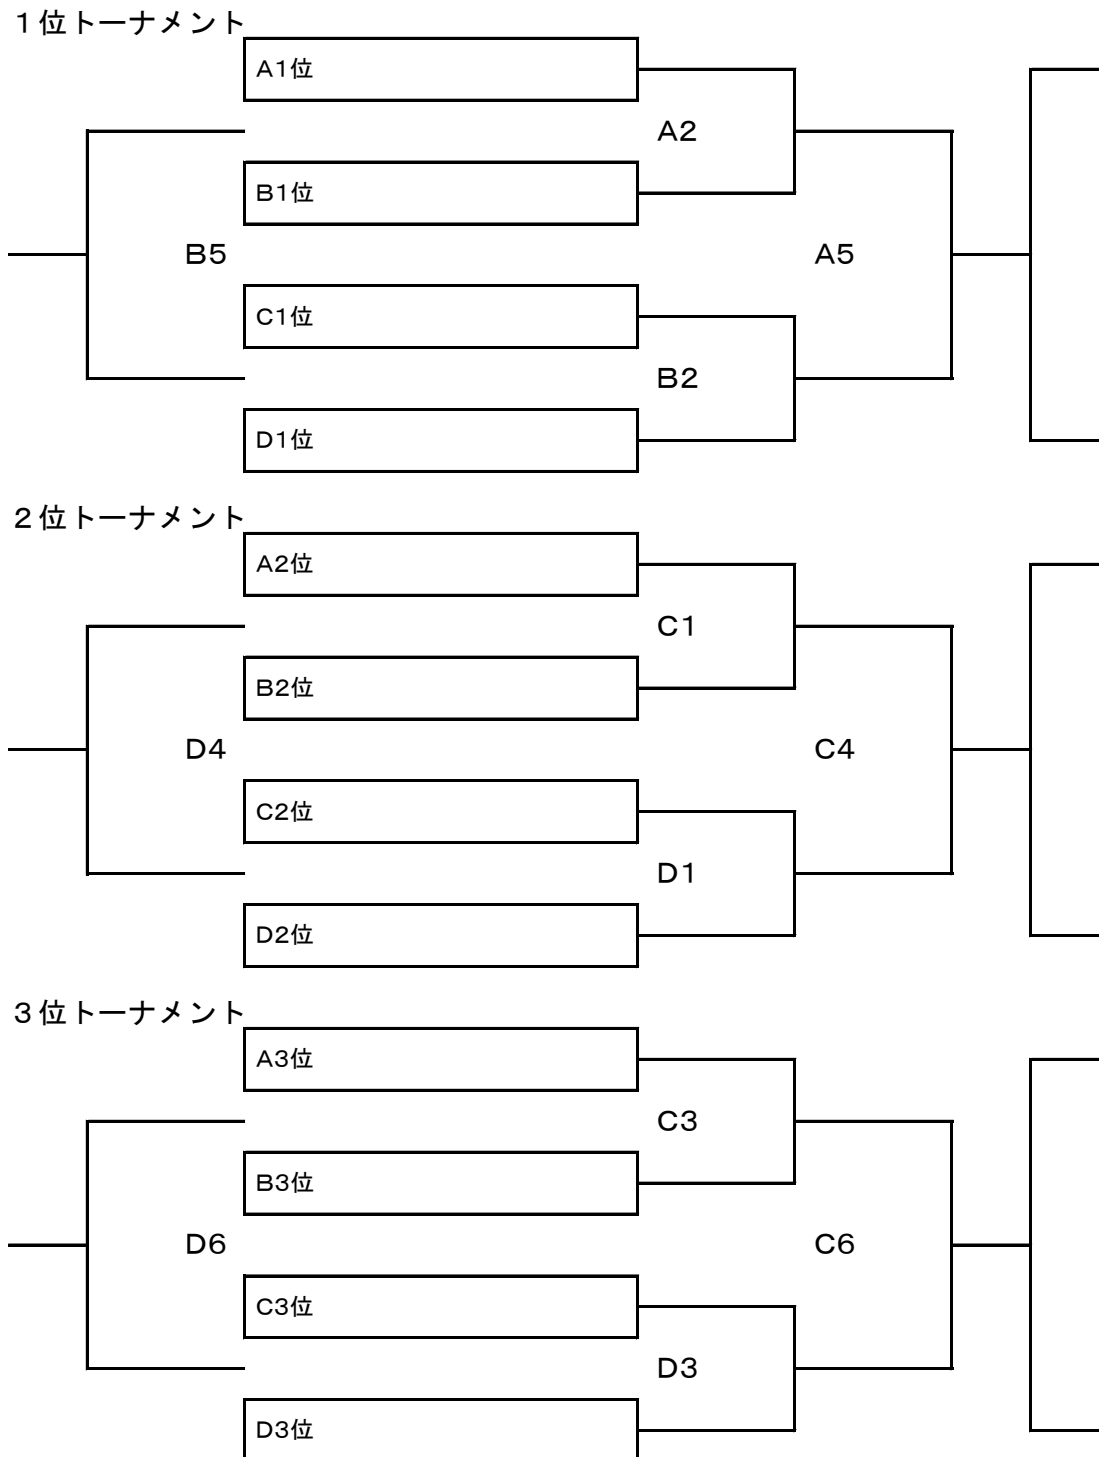 １位トーナメント
A1位
A2
B1位
B5
A5
C1位
B2
D1位
２位トーナメント
A2位
C1
B2位
D4
C4
C2位
D1
D2位
３位トーナメント
A3位
C3
B3位
D6
C6
C3位
D3
D3位